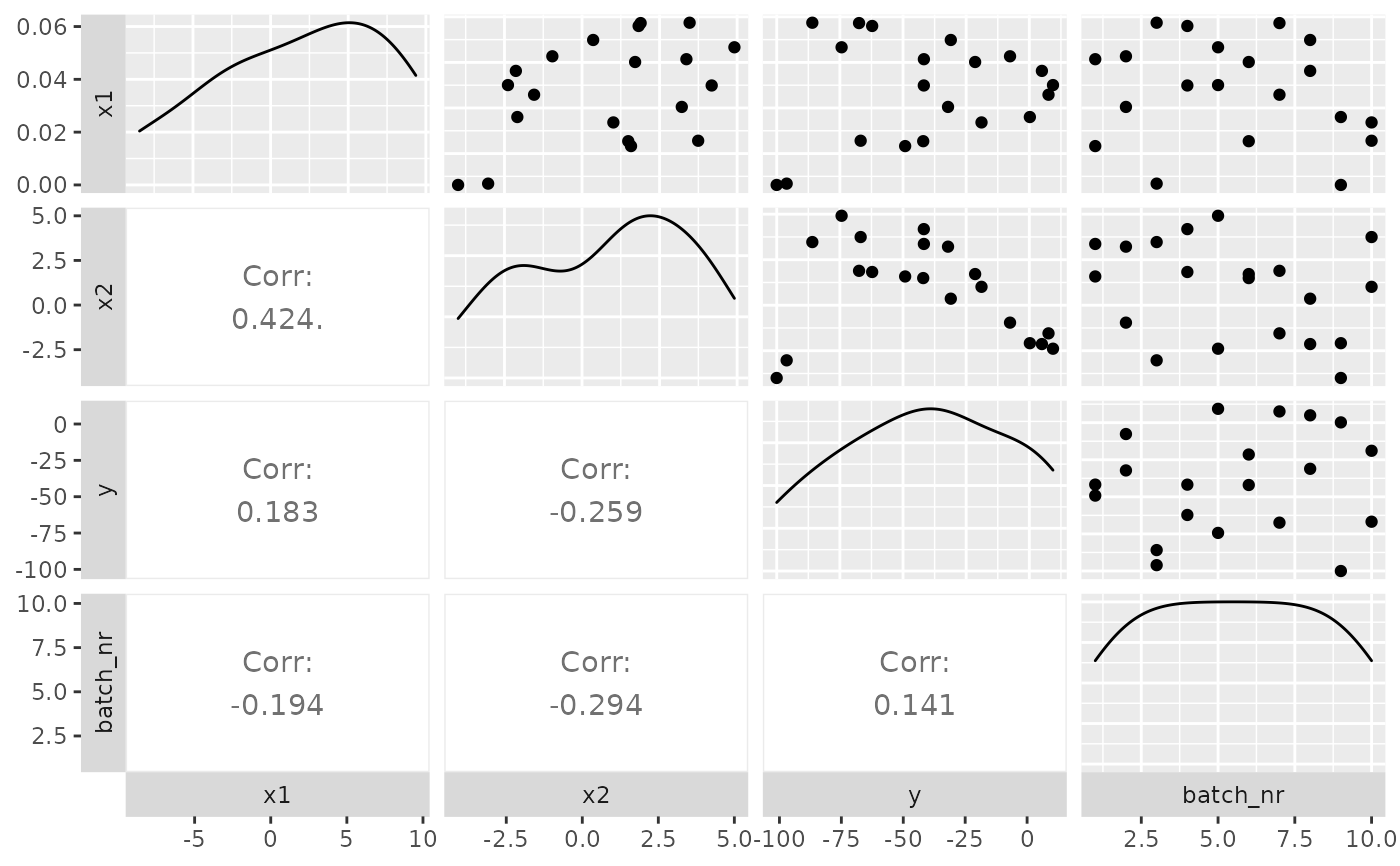 0.06
0.04
0.02
0.00
x1
5.0
2.5
0.0
-2.5
x2
Corr:
0.424.
0
-25
-50
-75
-100
y
Corr:
0.183
Corr:
-0.259
10.0
7.5
5.0
2.5
batch_nr
Corr:
-0.194
Corr:
-0.294
Corr:
0.141
x1 x2 y batch_nr
-5 0 5 10 -2.5 0.0 2.5 5.0 -100 -75 -50 -25 0 2.5 5.0 7.5 10.0